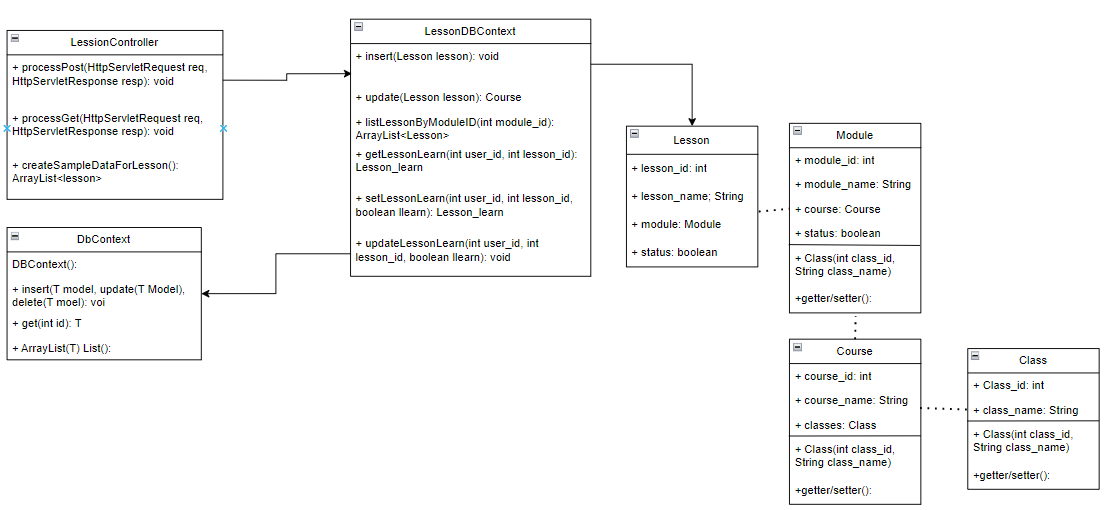 LessionController
+ processPost(HttpServletRequest req,
HttpServletResponse resp): void
+ processGet(HttpServletRequest req,
HttpServletResponse resp): void
+ createSampleDataForLesson():
ArrayList<lesson>
LessonDBContext
+ insert(Lesson lesson): void
+ update(Lesson lesson): Course
+ listLessonByModuleID(int module_id):
ArrayList<Lesson>
+ getLessonLearn(int user_id, int lesson_id):
Lesson_learn
+ setLessonLearn(int user_id, int lesson_id,
boolean llearn): Lesson_learn
+ updateLessonLearn(int user_id, int
lesson_id, boolean llearn): void
DbContext
DBContext():
+ insert(T model, update(T Model),
delete(T moel): voi
+ get(int id): T
+ ArrayList(T) List():
Lesson
+ lesson_id: int
+ lesson_name; String
+ module: Module
+ status: boolean
Module
+ module_id: int
+ module_name: String
+ course: Course
+ status: boolean
+ Class(int class_id,
String class_name)
+getter/setter():
Course
+ course_id: int
+ course_name: String
+ classes: Class
+ Class(int class_id,
String class_name)
+getter/setter():
Class
+ Class_id: int
+ class_name: String
+ Class(int class_id,
String class_name)
+getter/setter():